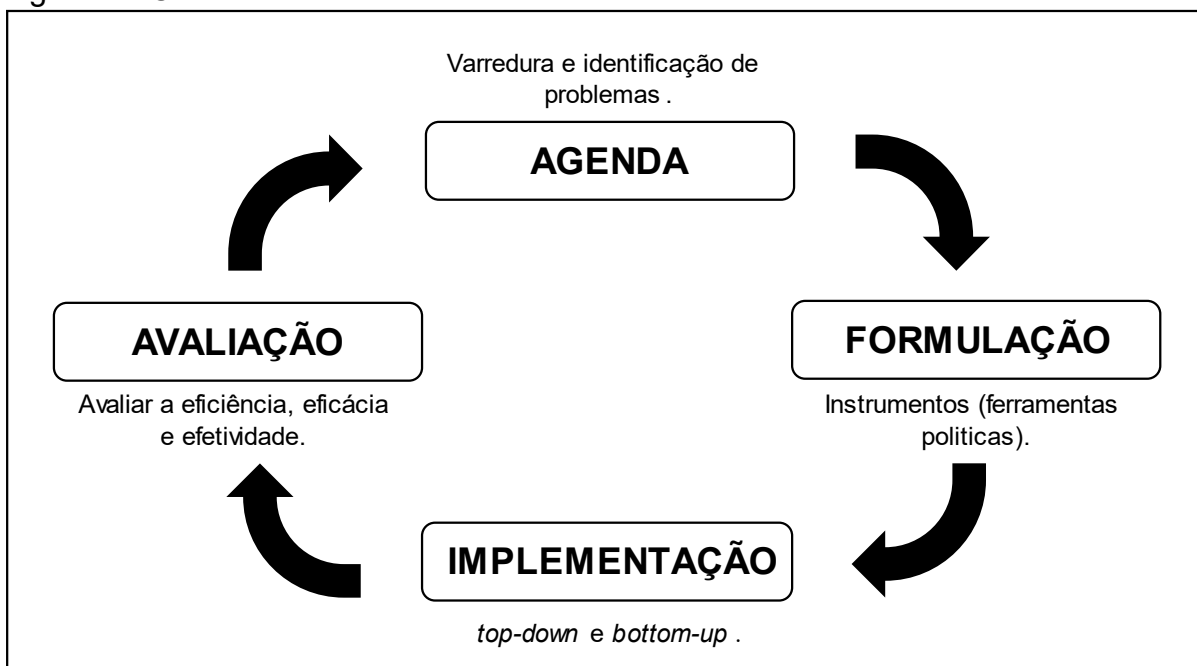 Varredura e identificação de
problemas .
AGENDA
FORMULAÇÃO
Instrumentos (ferramentas
politicas).
IMPLEMENTAÇÃO
top-down e bottom-up .
AVALIAÇÃO
Avaliar a eficiência, eficácia
e efetividade.